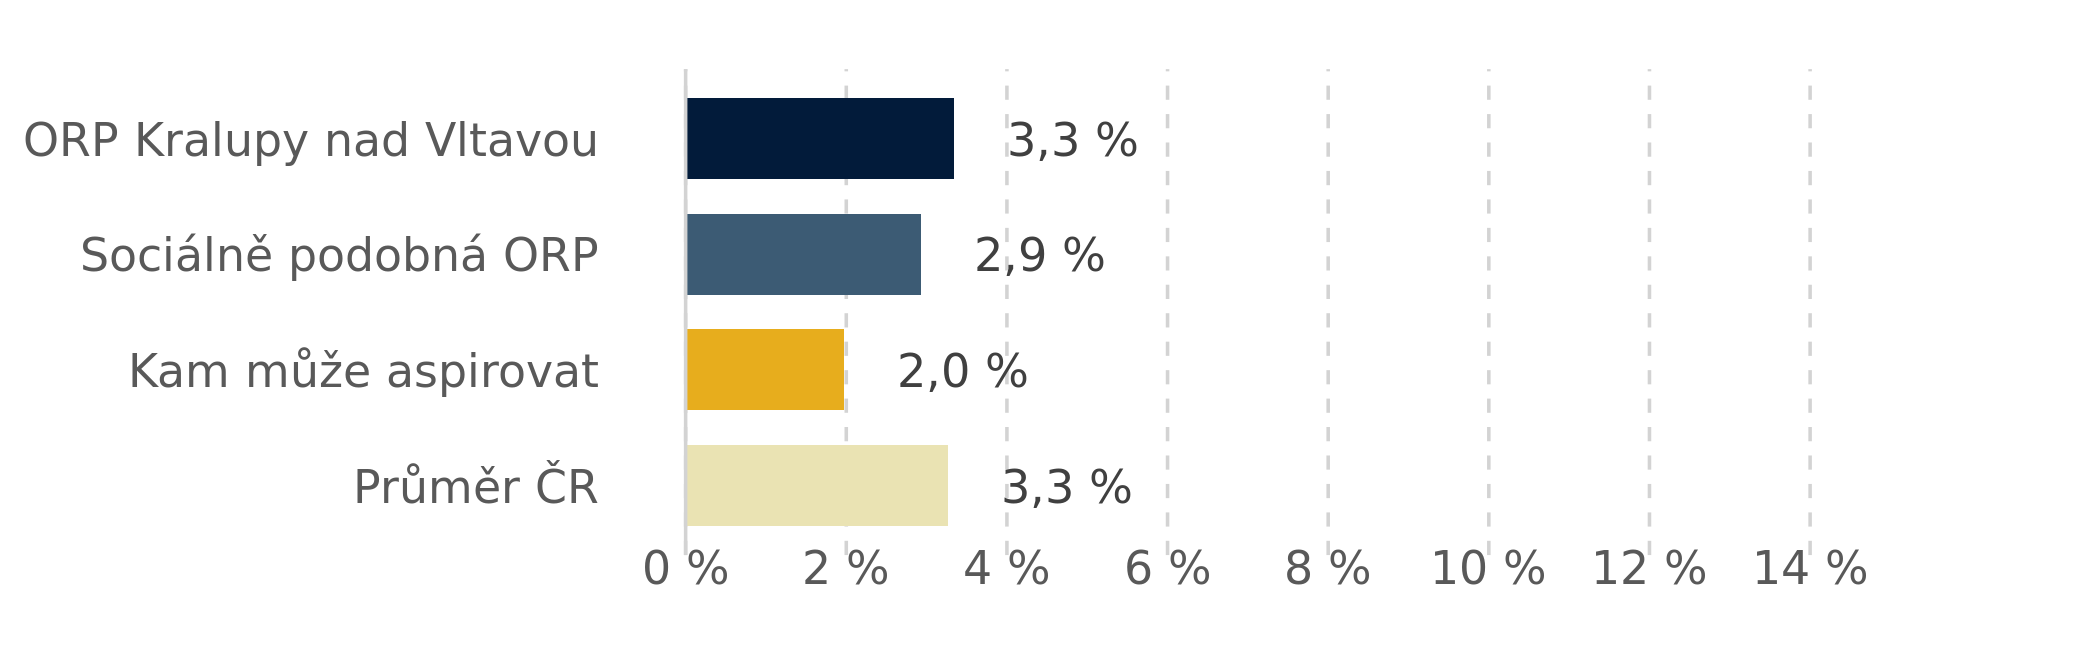 ORP Kralupy nad Vltavou 3,3 %
Sociálně podobná ORP 2,9 %
Kam může aspirovat 2,0 %
Průměr ČR 3,3 %
0 % 2 % 4 % 6 % 8 % 10 % 12 % 14 %